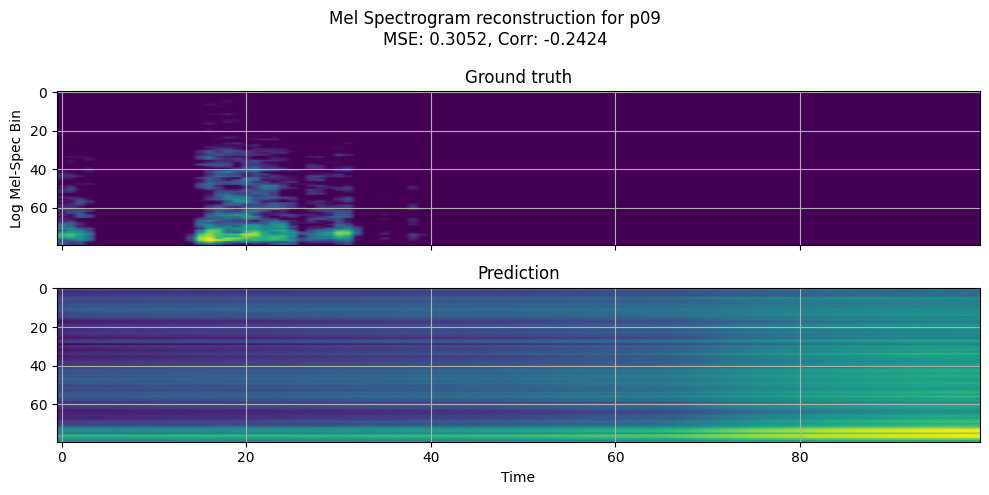 Mel Spectrogram reconstruction for p09
MSE: 0.3052, Corr: -0.2424
Ground truth
Log Mel-Spec Bin
0
20
40
60
Prediction
0
20
40
60
0 20 40 60 80
Time